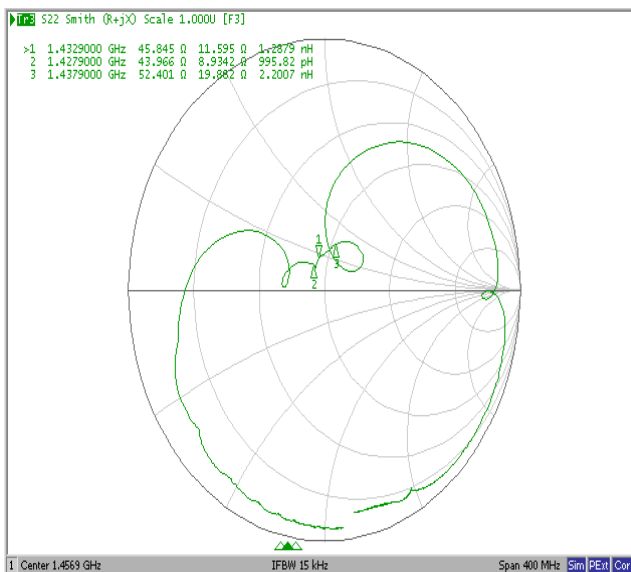 Tr3 S22 Smith (R+jX) Scale 1.000U [F3]
>1 1.4329000 GHz 45.845 Ω 11.595 Ω 1.2879 nH
2 1.4279000 GHz 43.966 Ω 8.9342 Ω 995.82 pH
3 1.4379000 GHz 52.401 Ω 19.882 Ω 2.2007 nH
1
3
2
1 Center 1.4569 GHz IFBW 15 kHz Span 400 MHz Sim PExt Cor